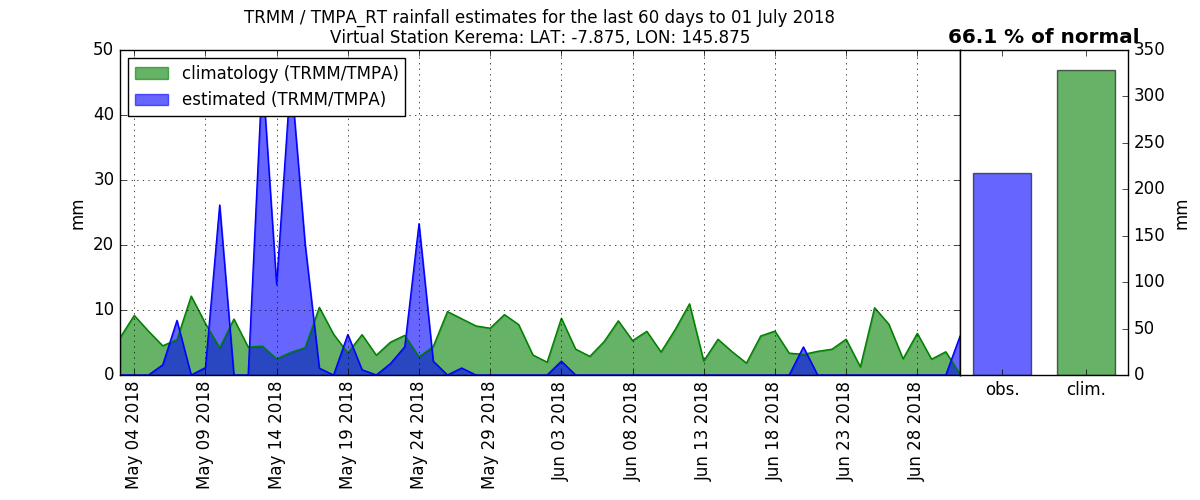 TRMM / TMPA_RT rainfall estimates for the last 60 days to 01 July 2018
Virtual Station Kerema: LAT: -7.875, LON: 145.875
66.1 % of normal
climatology (TRMM/TMPA)
estimated (TRMM/TMPA)
50
40
30
20
10
0
mm
May 04 2018
May 09 2018
May 14 2018
May 19 2018
May 24 2018
May 29 2018
Jun 03 2018
Jun 08 2018
Jun 13 2018
Jun 18 2018
Jun 23 2018
Jun 28 2018
350
300
250
200
150
100
50
0
mm
obs.
clim.